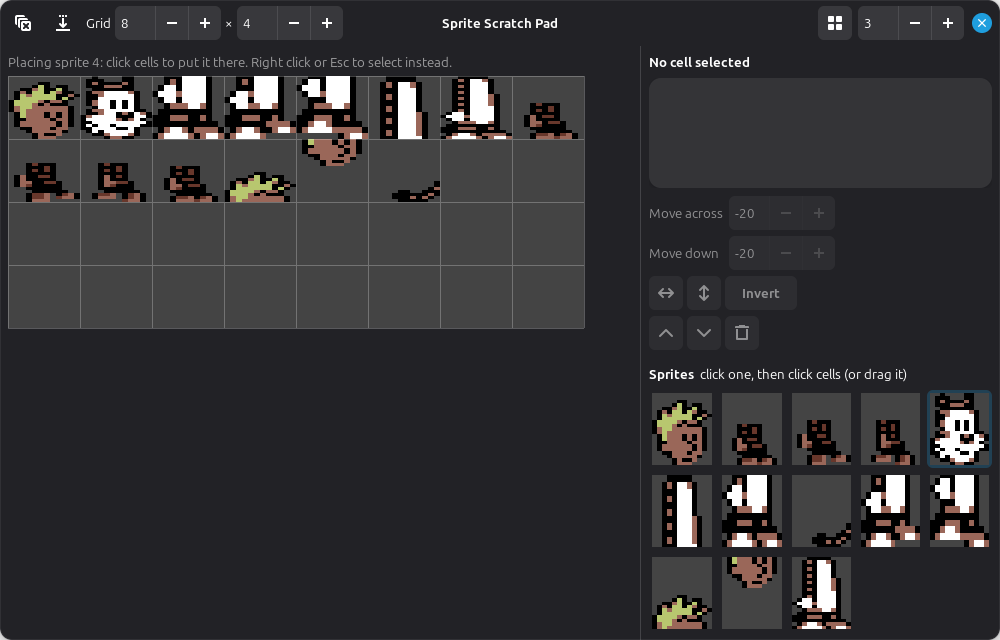 Grid 8 × 4 Sprite Scratch Pad 3
Placing sprite 4: click cells to put it there. Right click or Esc to select instead.
No cell selected
Move across -20
Move down -20
Invert
Sprites click one, then click cells (or drag it)